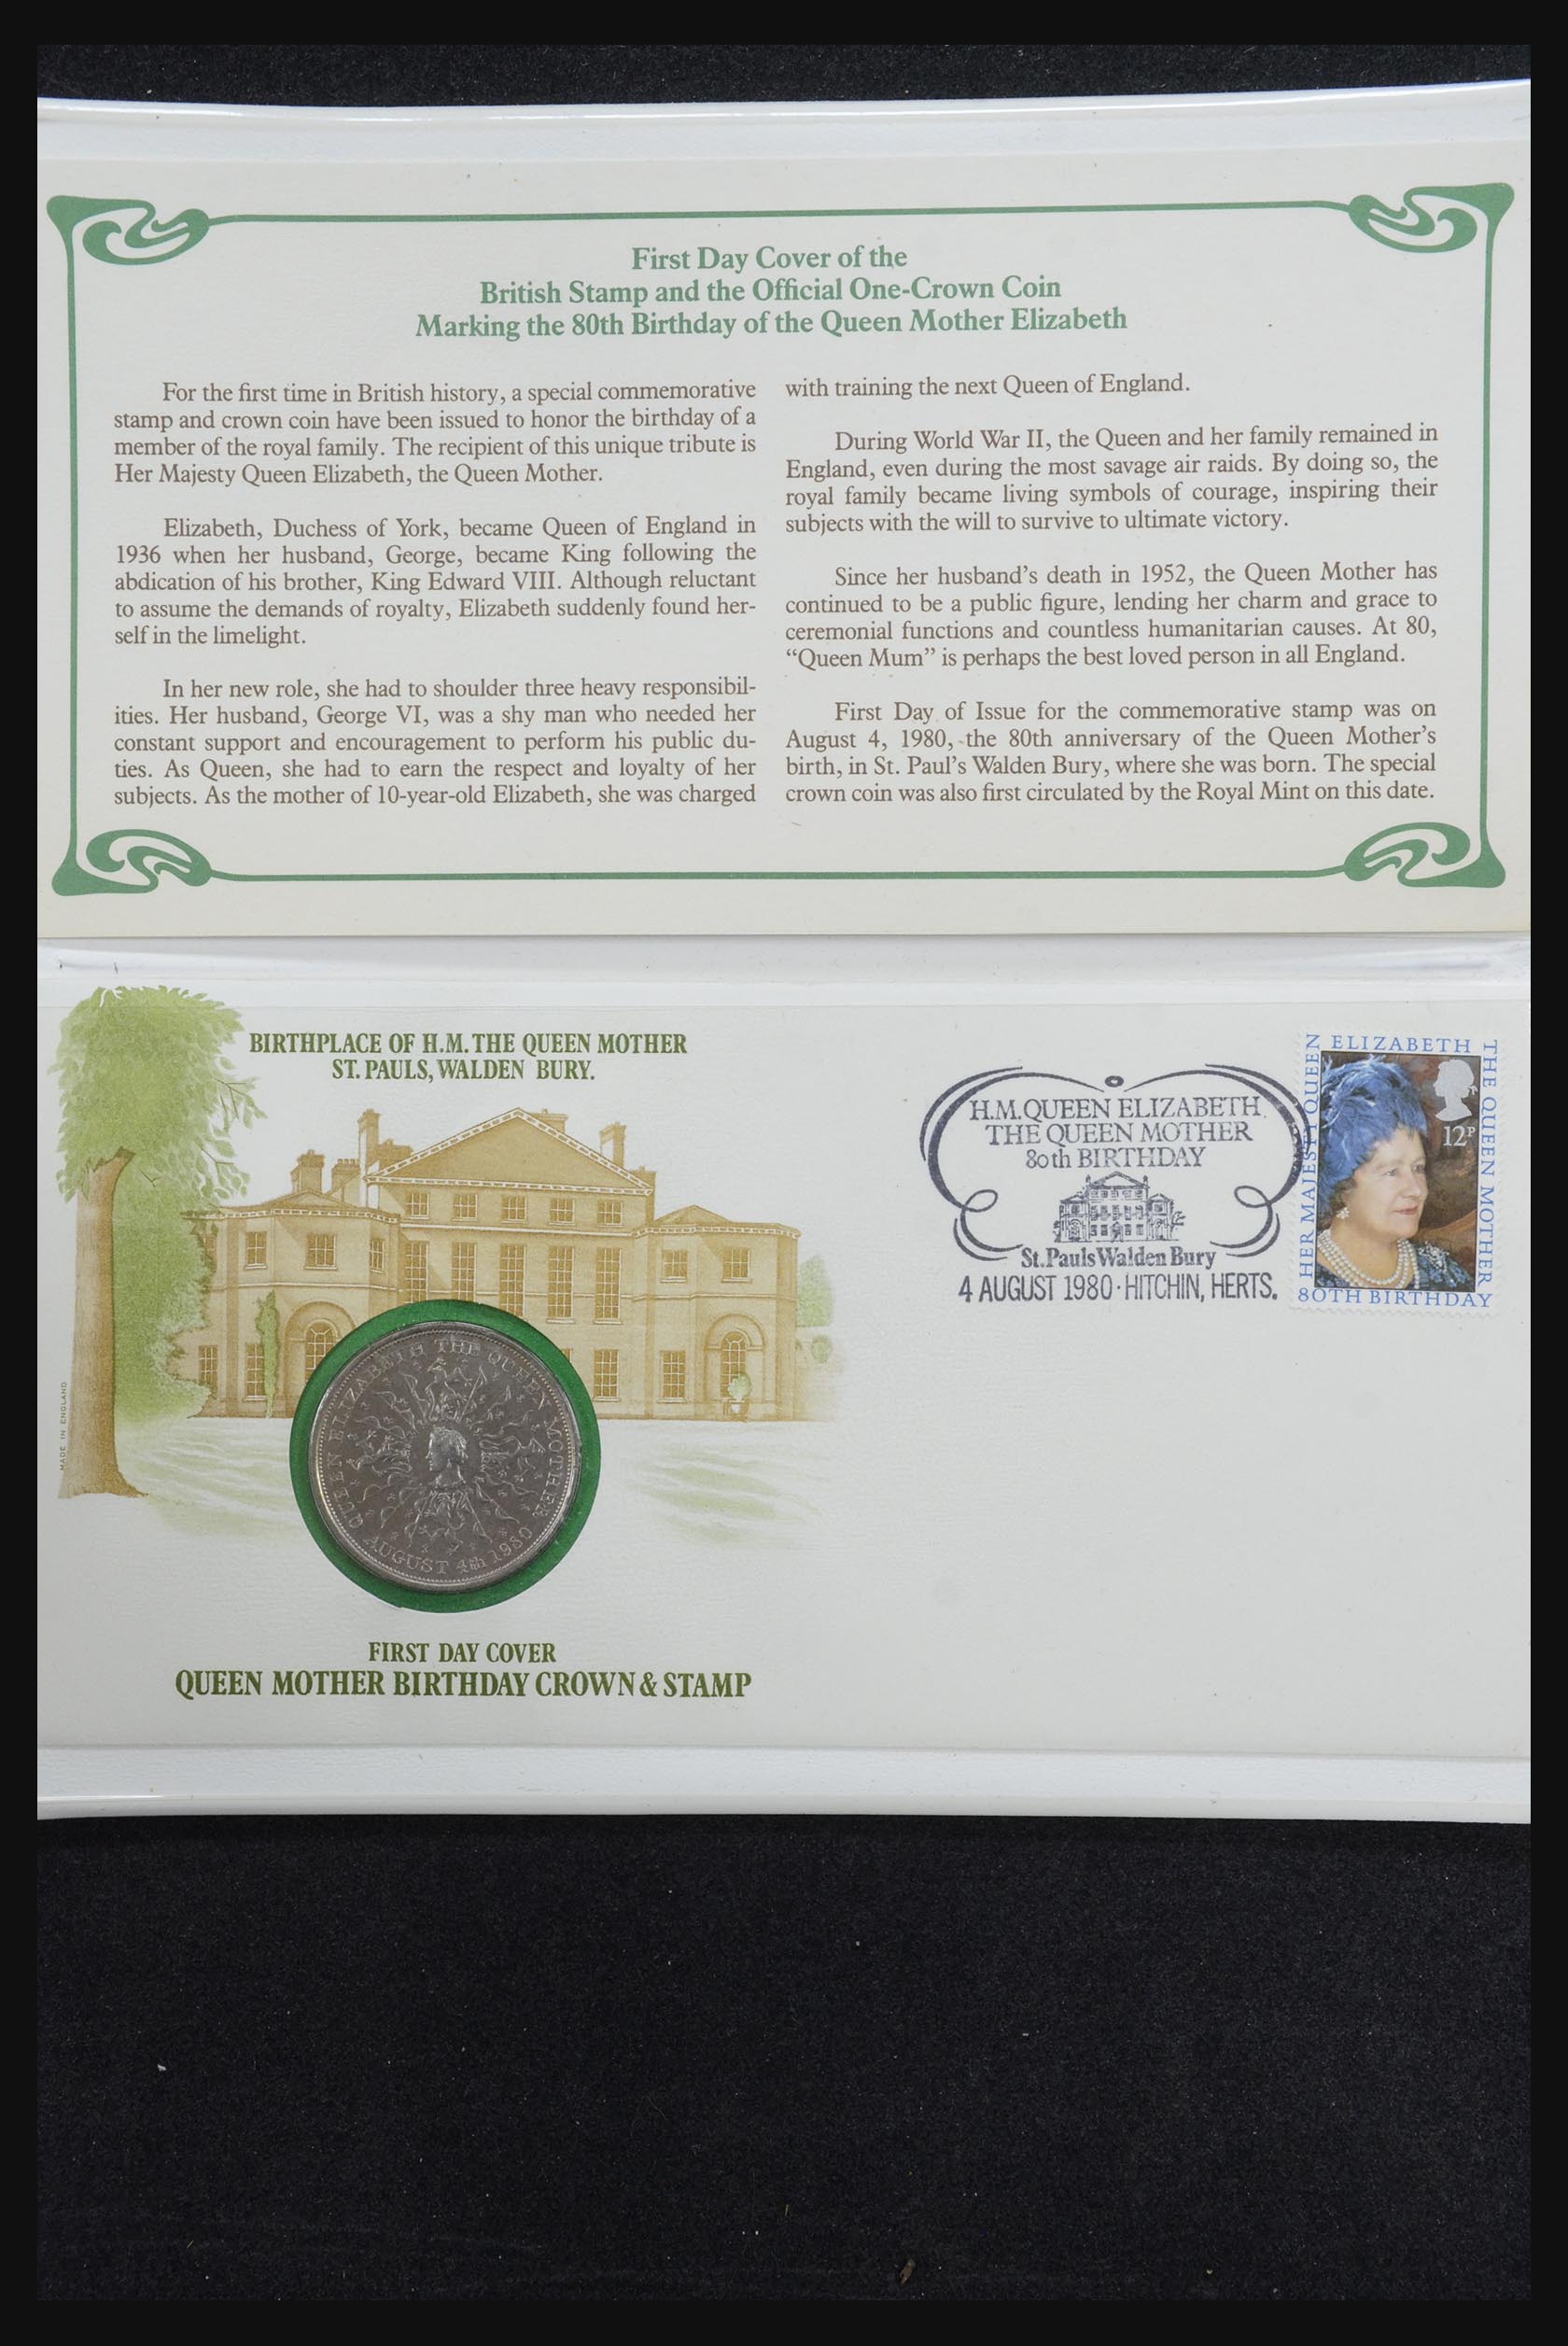 First Day Cover of the
British Stamp and the Official One-Crown Coin
Marking the 80th Birthday of the Queen Mother Elizabeth
For the first time in British history, a special commemorative
stamp and crown coin have been issued to honor the birthday of a
member of the royal family. The recipient of this unique tribute is
Her Majesty Queen Elizabeth, the Queen Mother.
Elizabeth, Duchess of York, became Queen of England in
1936 when her husband, George, became King following the
abdication of his brother, King Edward VIII. Although reluctant
to assume the demands of royalty, Elizabeth suddenly found her-
self in the limelight.
In her new role, she had to shoulder three heavy responsibil-
ities. Her husband, George VI, was a shy man who needed her
constant support and encouragement to perform his public du-
ties. As Queen, she had to earn the respect and loyalty of her
subjects. As the mother of 10-year-old Elizabeth, she was charged
with training the next Queen of England.
During World War II, the Queen and her family remained in
England, even during the most savage air raids. By doing so, the
royal family became living symbols of courage, inspiring their
subjects with the will to survive to ultimate victory.
Since her husband's death in 1952, the Queen Mother has
continued to be a public figure, lending her charm and grace to
ceremonial functions and countless humanitarian causes. At 80,
“Queen Mum” is perhaps the best loved person in all England.
First Day of Issue for the commemorative stamp was on
August 4, 1980, the 80th anniversary of the Queen Mother's
birth, in St. Paul's Walden Bury, where she was born. The special
crown coin was also first circulated by the Royal Mint on this date.
BIRTHPLACE OF H.M. THE QUEEN MOTHER
ST. PAULS, WALDEN BURY.
H.M. QUEEN ELIZABETH
THE QUEEN MOTHER
80th BIRTHDAY
St. Pauls Walden Bury
4 AUGUST 1980 · HITCHIN, HERTS.
HER MAJESTY QUEEN
ELIZABETH
THE QUEEN MOTHER
12P
80TH BIRTHDAY
MADE IN ENGLAND
QUEEN ELIZABETH THE QUEEN MOTHER
AUGUST 4th 1980
FIRST DAY COVER
QUEEN MOTHER BIRTHDAY CROWN & STAMP